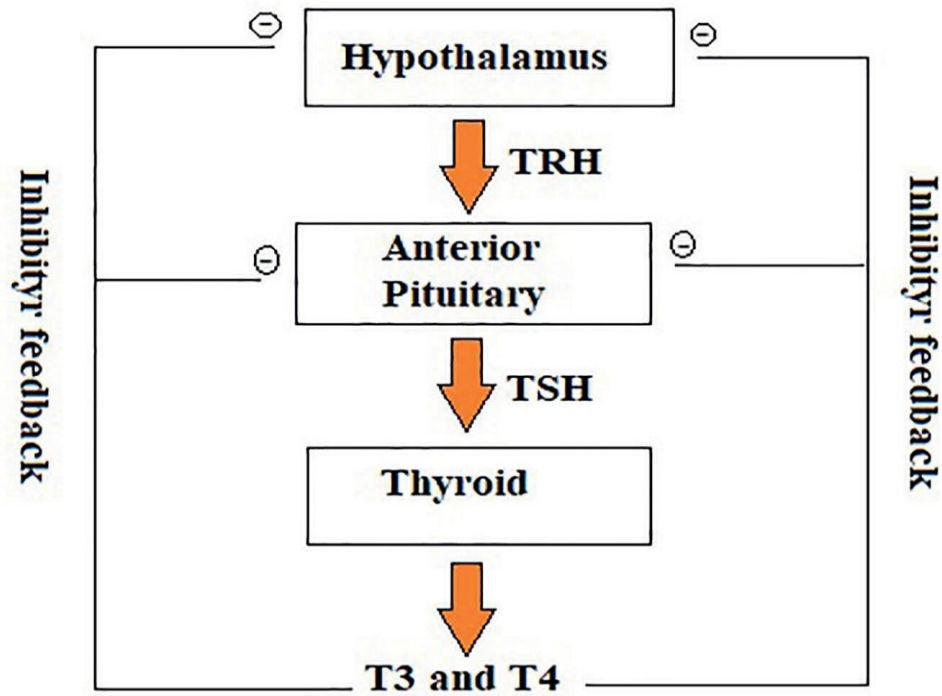 Hypothalamus
TRH
Anterior
Pituitary
TSH
Thyroid
T3 and T4
Inhibityr feedback
Inhibityr feedback